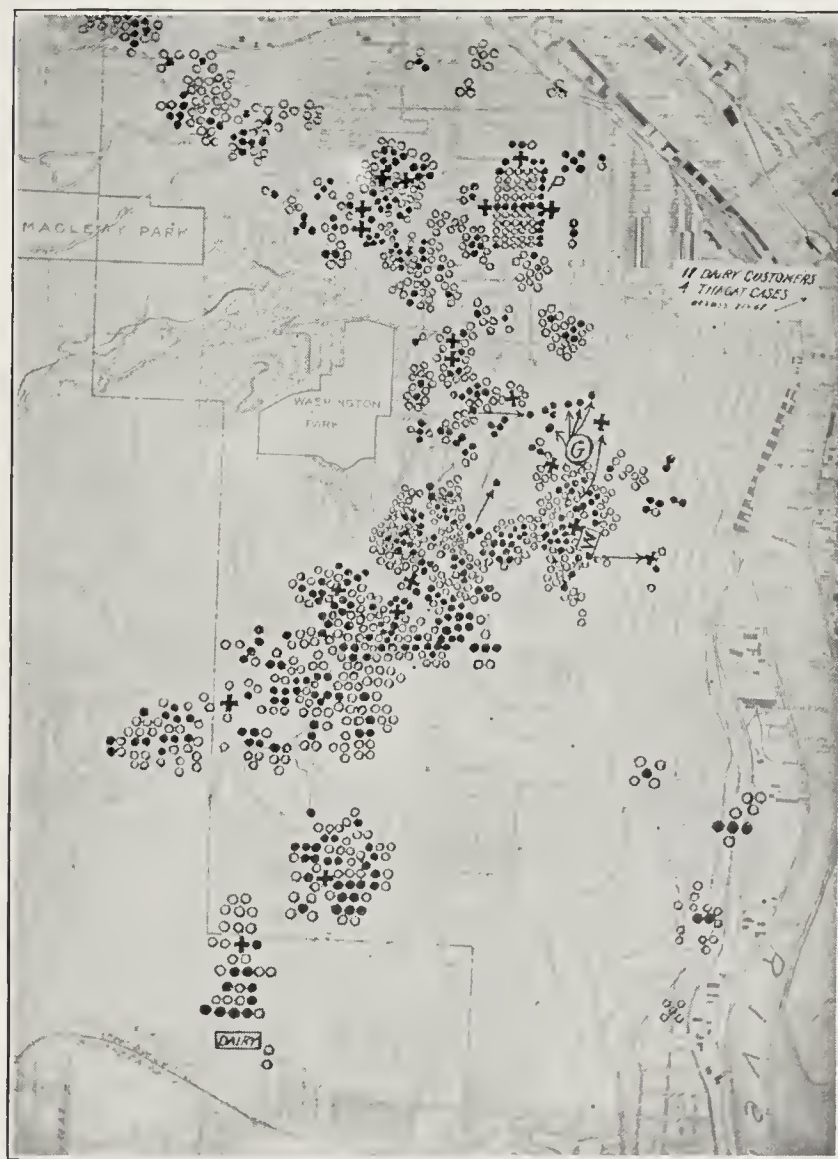 MACLEAY PARK
11 DAIRY CUSTOMERS
4 THROAT CASES
WASHINGTON
PARK
P
G
W
DAIRY
R
I
V
E